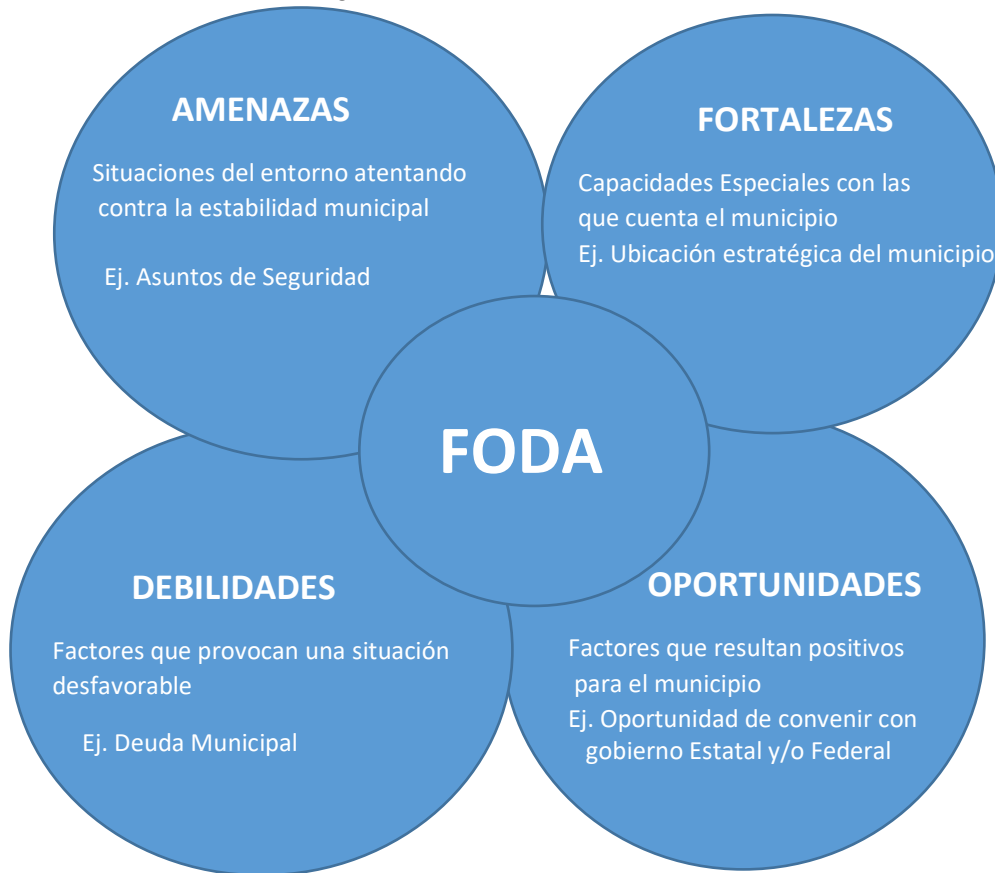 AMENAZAS
Situaciones del entorno atentando
contra la estabilidad municipal
Ej. Asuntos de Seguridad
FORTALEZAS
Capacidades Especiales con las
que cuenta el municipio
Ej. Ubicación estratégica del municipio
FODA
DEBILIDADES
Factores que provocan una situación
desfavorable
Ej. Deuda Municipal
OPORTUNIDADES
Factores que resultan positivos
para el municipio
Ej. Oportunidad de convenir con
gobierno Estatal y/o Federal